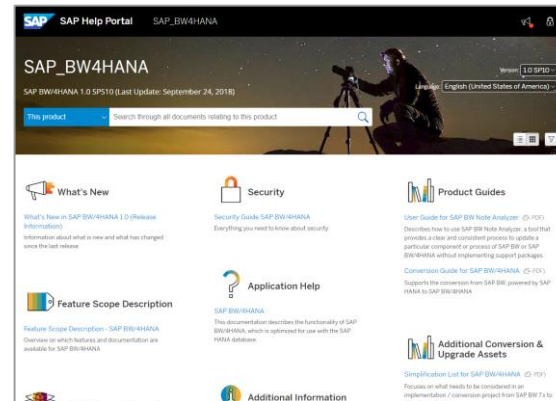 SAP SAP Help Portal SAP_BW4HANA
SAP_BW4HANA
Version: 1.0 SP10
SAP BW/4HANA 1.0 SPS10 (Last Update: September 24, 2018)
Language: English (United States of America)
This product
Search through all documents relating to this product
What's New
What's New in SAP BW/4HANA 1.0 (Release
Information)
Information about what is new and what has changed
since the last release
Feature Scope Description
Feature Scope Description - SAP BW/4HANA
Overview on which features and documentation are
available for SAP BW/4HANA
Security
Security Guide SAP BW/4HANA
Everything you need to know about security
Application Help
SAP BW/4HANA
This documentation describes the functionality of SAP
BW/4HANA, which is optimized for use with the SAP
HANA database.
Additional Information
Product Guides
User Guide for SAP BW Note Analyzer (PDF)
Describes how to use SAP BW Note Analyzer, a tool that
provides a clear and consistent process to update a
particular component or process of SAP BW or SAP
BW/4HANA without implementing support packages.
Conversion Guide for SAP BW/4HANA (PDF)
Supports the conversion from SAP BW, powered by SAP
HANA to SAP BW/4HANA
Additional Conversion &
Upgrade Assets
Simplification List for SAP BW/4HANA (PDF)
Focuses on what needs to be considered in an
implementation / conversion project from SAP BW 7.x to